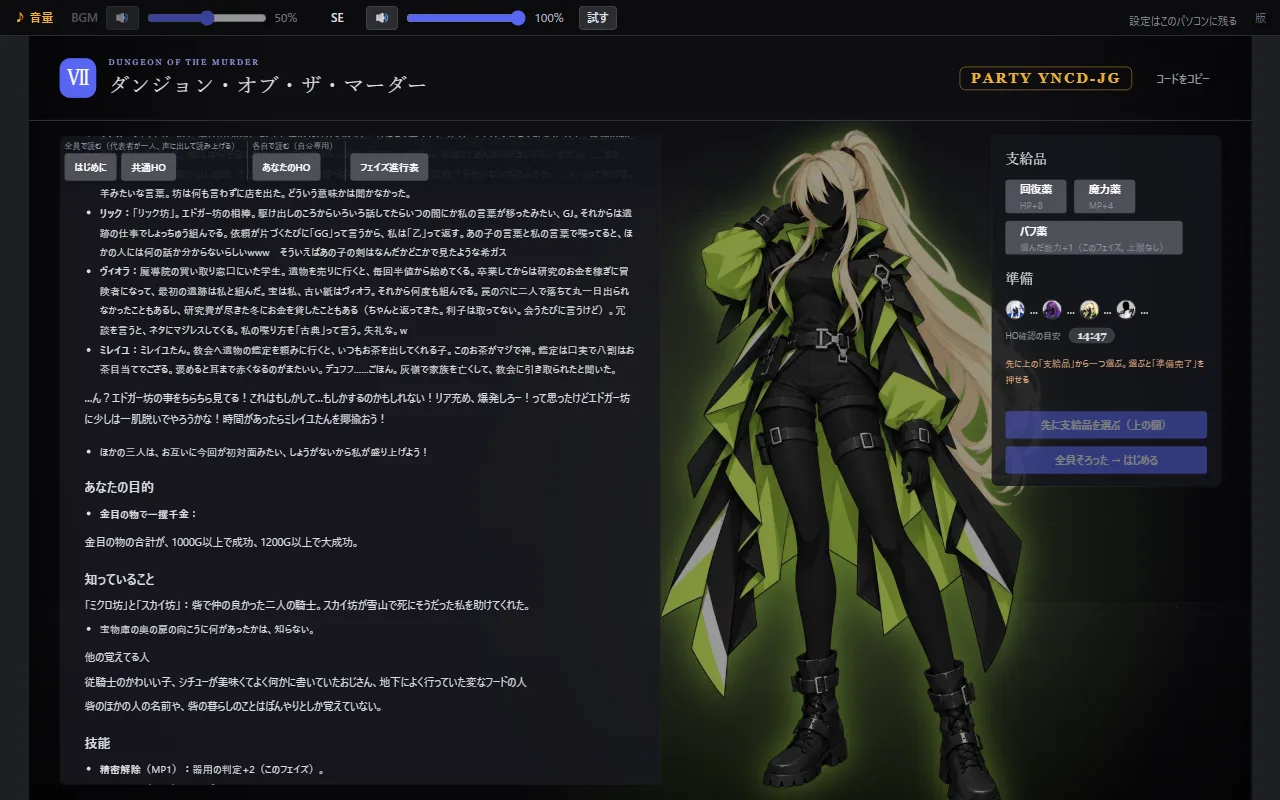 ♪ 音量 BGM 50% SE 100% 試す 設定はこのパソコンに残る 版
Ⅶ
DUNGEON OF THE MURDER
ダンジョン・オブ・ザ・マーダー
PARTY YNCD-JG コードをコピー
全員で読む（代表者が一人、声に出して読み上げる） 各自で読む（自分専用）
はじめに 共通HO あなたのHO フェイズ進行表
羊みたいな言葉。坊は何も言わずに店を出た。どういう意味かは聞かなかった。
• リック：「リック坊」。エドガー坊の相棒。駆け出しのころからいろいろ話してたらいつの間にか私の言葉が移ったみたい、GJ。それからは遺
跡の仕事でしょっちゅう組んでる。依頼が片づくたびに「GG」って言うから、私は「乙」って返す。あの子の言葉と私の言葉で喋ってると、ほ
かの人には何の話か分からないらしいwww　そういえばあの子の剣はなんだかどこかで見たような希ガス
• ヴィオラ：魔導院の買い取り窓口にいた学生。遺物を売りに行くと、毎回半値から始めてくる。卒業してからは研究のお金を稼ぎに冒
険者になって、最初の遺跡は私と組んだ。宝は私、古い紙はヴィオラ。それから何度も組んでる。罠の穴に二人で落ちて丸一日出られ
なかったこともあるし、研究費が尽きた冬にお金を貸したこともある（ちゃんと返ってきた。利子は取ってない。会うたびに言うけど）。冗
談を言うと、ネタにマジレスしてくる。私の喋り方を「古典」って言う。失礼な。w
• ミレイユ：ミレイユたん。教会へ遺物の鑑定を頼みに行くと、いつもお茶を出してくれる子。このお茶がマジで神。鑑定は口実で八割はお
茶目当てでござる。褒めると耳まで赤くなるのがまたいい。デュフフ……ごほん。灰嶺で家族を亡くして、教会に引き取られたと聞いた。
…ん？エドガー坊の事をちらちら見てる！これはもしかして…もしかするのかもしれない！リア充め、爆発しろー！って思ったけどエドガー坊
に少しは一肌脱いでやろうかな！時間があったらミレイユたんを揶揄おう！
• ほかの三人は、お互いに今回が初対面みたい、しょうがないから私が盛り上げよう！
あなたの目的
• 金目の物で一攫千金：
金目の物の合計が、1000G以上で成功、1200G以上で大成功。
知っていること
「ミクロ坊」と「スカイ坊」：砦で仲の良かった二人の騎士。スカイ坊が雪山で死にそうだった私を助けてくれた。
• 宝物庫の奥の扉の向こうに何があったかは、知らない。
他の覚えてる人
従騎士のかわいい子、シチューが美味くてよく何かに書いていたおじさん、地下によく行っていた変なフードの人
砦のほかの人の名前や、砦の暮らしのことはぼんやりとしか覚えていない。
技能
• 精密解除（MP1）：器用の判定+2（このフェイズ）。
支給品
回復薬 魔力薬
HP+8 MP+4
バフ薬
選んだ能力+1（このフェイズ。上限なし）
準備
... ... ... ...
HO確認の目安 14:47
先に上の「支給品」から一つ選ぶ。選ぶと「準備完了」を
押せる
先に支給品を選ぶ（上の欄）
全員そろった → はじめる